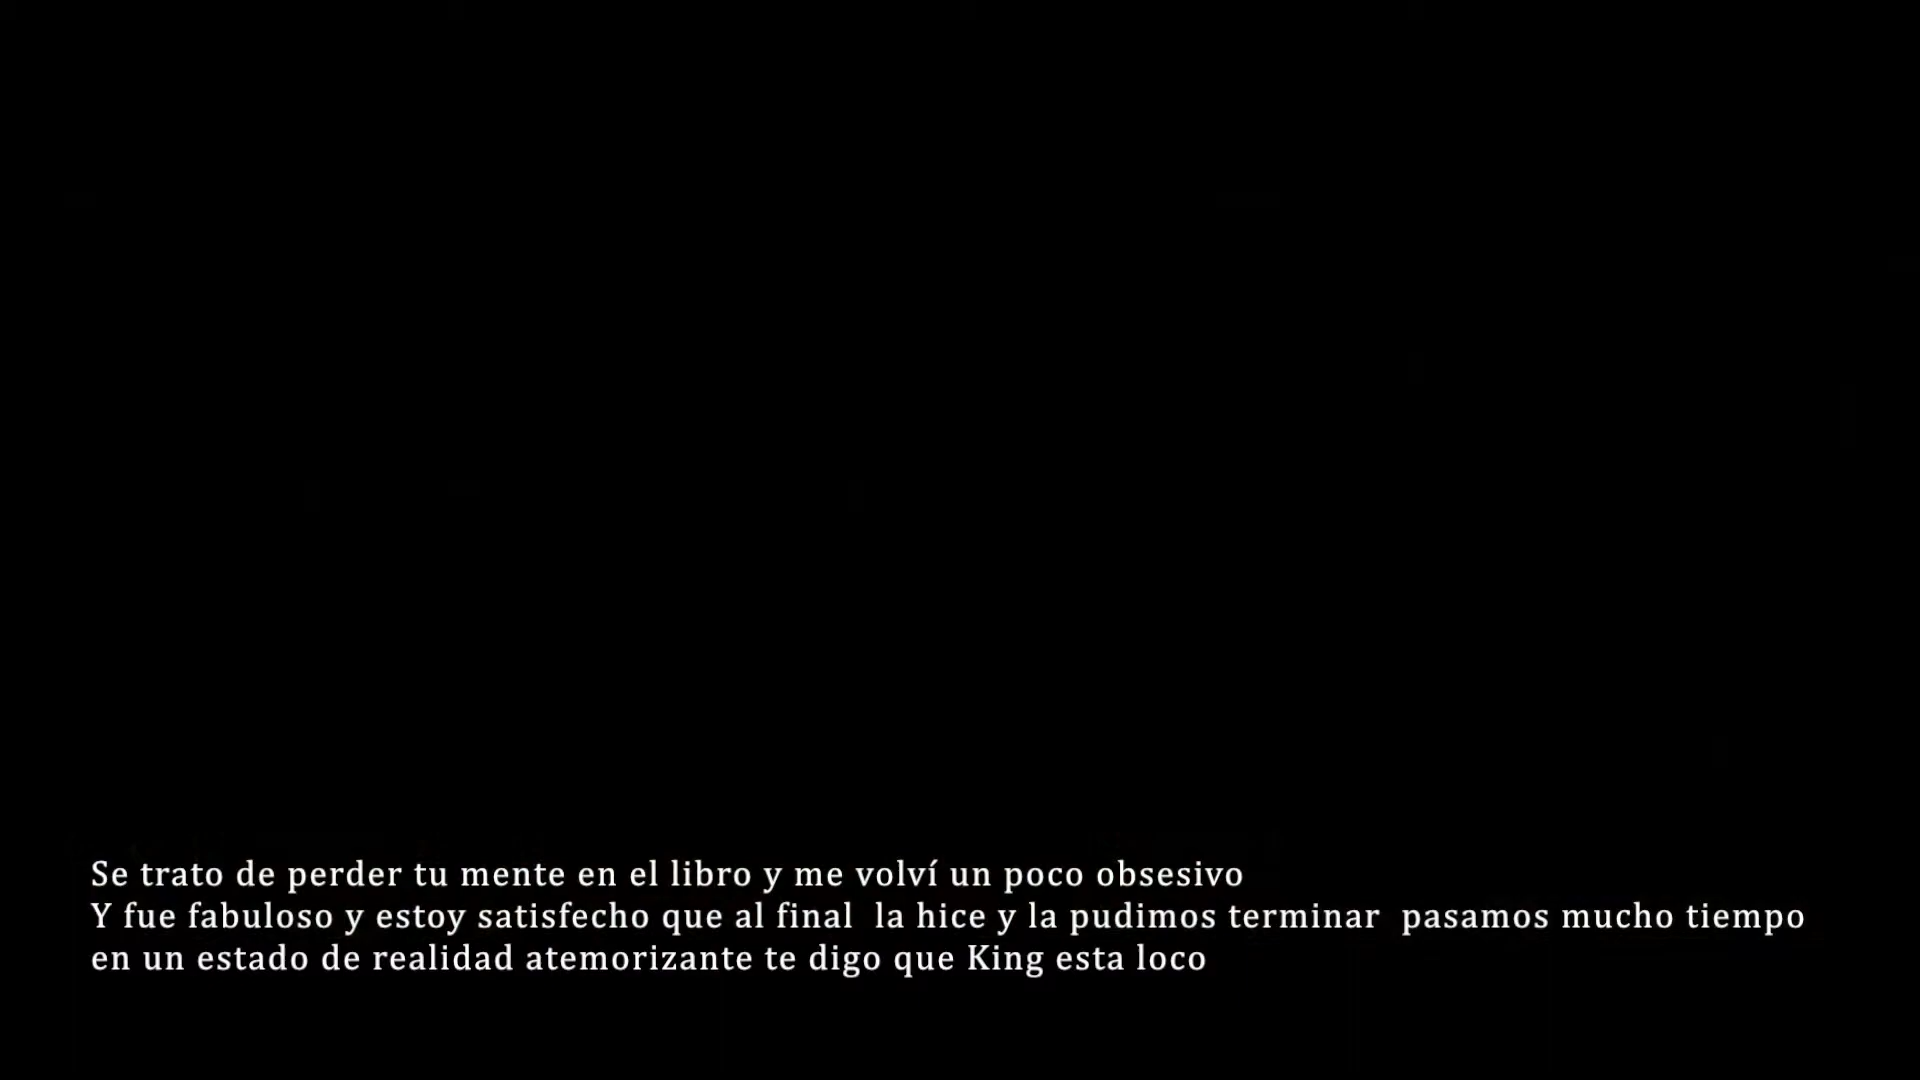 Se trato de perder tu mente en el libro y me volví un poco obsesivo
Y fue fabuloso y estoy satisfecho que al final  la hice y la pudimos terminar  pasamos mucho tiempo
en un estado de realidad atemorizante te digo que King esta loco